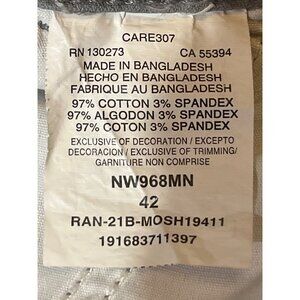 CARE307
RN 130273 CA 55394
MADE IN BANGLADESH
HECHO EN BANGLADESH
FABRIQUE AU BANGLADESH
97% COTTON 3% SPANDEX
97% ALGODON 3% SPANDEX
97% COTON 3% SPANDEX
EXCLUSIVE OF DECORATION / EXCEPTO
DECORACION / EXCLUSIVE OF TRIMMING/
GARNITURE NON COMPRISE
NW968MN
42
RAN-21B-MOSH19411
191683711397